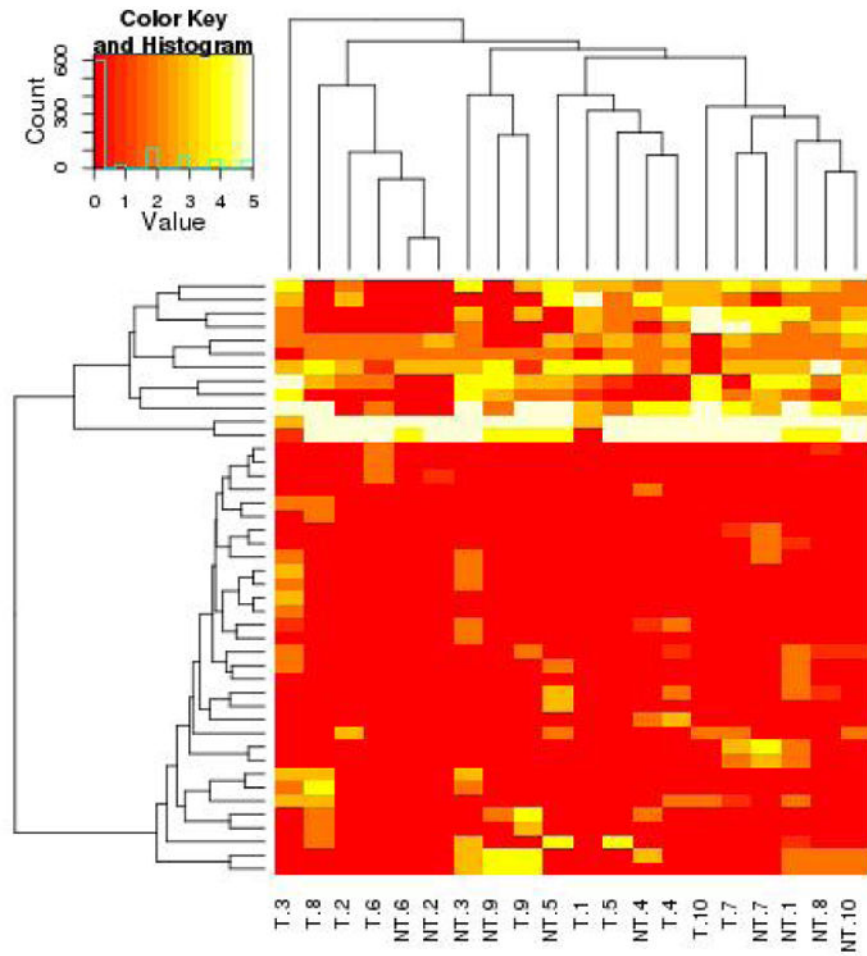 Color Key
and Histogram
Count
0 300 600
0 1 2 3 4 5
Value
T.3 T.8 T.2 T.6 NT.6 NT.2 NT.3 NT.9 T.9 NT.5 T.1 T.5 NT.4 T.4 T.10 T.7 NT.7 NT.1 NT.8 NT.10